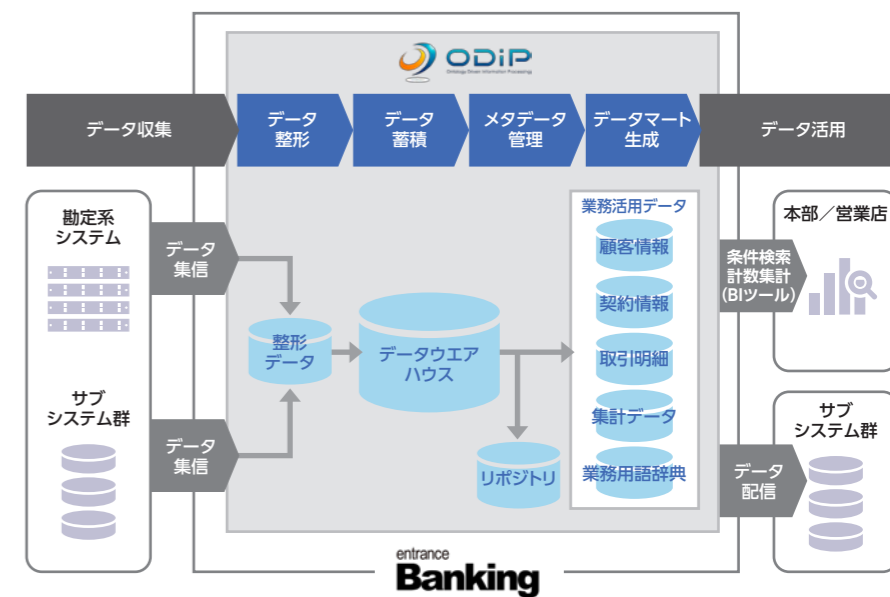 ODiP
Ontology Driven Information Processing
データ収集
データ
整形
データ
蓄積
メタデータ
管理
データマート
生成
データ活用
勘定系
システム
サブ
システム群
データ
集信
データ
集信
整形
データ
データウエア
ハウス
リポジトリ
業務活用データ
顧客情報
契約情報
取引明細
集計データ
業務用語辞典
条件検索
計数集計
(BIツール)
データ
配信
本部／営業店
サブ
システム群
entrance
Banking